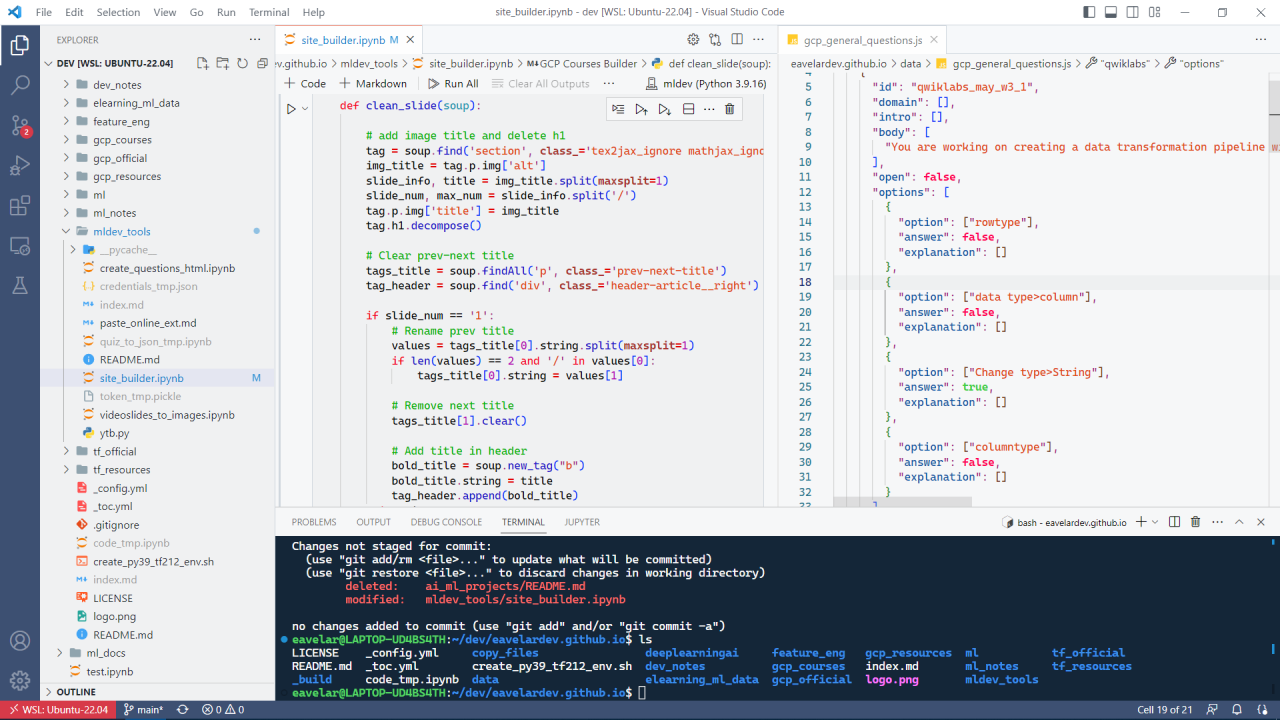 File Edit Selection View Go Run Terminal Help
site_builder.ipynb - dev [WSL: Ubuntu-22.04] - Visual Studio Code
EXPLORER
DEV [WSL: UBUNTU-22.04]
dev_notes
elearning_ml_data
feature_eng
gcp_courses
gcp_official
gcp_resources
ml
ml_notes
mldev_tools
__pycache__
create_questions_html.ipynb
credentials_tmp.json
index.md
paste_online_ext.md
quiz_to_json_tmp.ipynb
README.md
site_builder.ipynb M
token_tmp.pickle
videoslides_to_images.ipynb
ytb.py
tf_official
tf_resources
_config.yml
_toc.yml
.gitignore
code_tmp.ipynb
create_py39_tf212_env.sh
index.md
LICENSE
logo.png
README.md
ml_docs
test.ipynb
OUTLINE
2
site_builder.ipynb M
ev.github.io > mldev_tools > site_builder.ipynb > M↓GCP Courses Builder > def clean_slide(soup):
+ Code + Markdown Run All Clear All Outputs ... mldev (Python 3.9.16)
def clean_slide(soup):
# add image title and delete h1
tag = soup.find('section', class_='tex2jax_ignore mathjax_igno
img_title = tag.p.img['alt']
slide_info, title = img_title.split(maxsplit=1)
slide_num, max_num = slide_info.split('/')
tag.p.img['title'] = img_title
tag.h1.decompose()
# Clear prev-next title
tags_title = soup.findAll('p', class_='prev-next-title')
tag_header = soup.find('div', class_='header-article__right')
if slide_num == '1':
# Rename prev title
values = tags_title[0].string.split(maxsplit=1)
if len(values) == 2 and '/' in values[0]:
tags_title[0].string = values[1]
# Remove next title
tags_title[1].clear()
# Add title in header
bold_title = soup.new_tag("b")
bold_title.string = title
tag_header.append(bold_title)
gcp_general_questions.js
eavelardev.github.io > data > gcp_general_questions.js > "qwiklabs" > "options"
5 "id": "qwiklabs_may_w3_1",
6 "domain": [],
7 "intro": [],
8 "body": [
9 "You are working on creating a data transformation pipeline wi
10 ],
11 "open": false,
12 "options": [
13 {
14 "option": ["rowtype"],
15 "answer": false,
16 "explanation": []
17 },
18 {
19 "option": ["data type>column"],
20 "answer": false,
21 "explanation": []
22 },
23 {
24 "option": ["Change type>String"],
25 "answer": true,
26 "explanation": []
27 },
28 {
29 "option": ["columntype"],
30 "answer": false,
31 "explanation": []
32 }
33 ]
PROBLEMS OUTPUT DEBUG CONSOLE TERMINAL JUPYTER
bash - eavelardev.github.io
Changes not staged for commit:
(use "git add/rm <file>..." to update what will be committed)
(use "git restore <file>..." to discard changes in working directory)
deleted: ai_ml_projects/README.md
modified: mldev_tools/site_builder.ipynb
no changes added to commit (use "git add" and/or "git commit -a")
eavelar@LAPTOP-UD4BS4TH:~/dev/eavelardev.github.io$ ls
LICENSE _config.yml copy_files deeplearningai feature_eng gcp_resources ml tf_official
README.md _toc.yml create_py39_tf212_env.sh dev_notes gcp_courses index.md ml_notes tf_resources
_build code_tmp.ipynb data elearning_ml_data gcp_official logo.png mldev_tools
eavelar@LAPTOP-UD4BS4TH:~/dev/eavelardev.github.io$
WSL: Ubuntu-22.04 main* 0 0 Cell 19 of 21